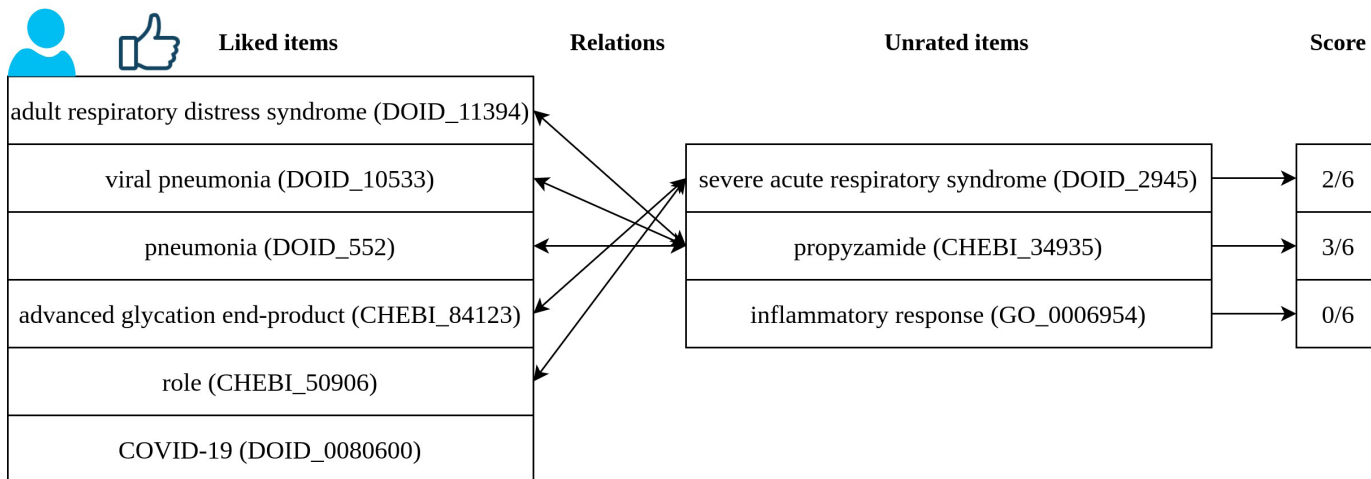 Liked items
Relations
Unrated items
Score
adult respiratory distress syndrome (DOID_11394)
viral pneumonia (DOID_10533)
severe acute respiratory syndrome (DOID_2945)
2/6
pneumonia (DOID_552)
propyzamide (CHEBI_34935)
3/6
advanced glycation end-product (CHEBI_84123)
inflammatory response (GO_0006954)
0/6
role (CHEBI_50906)
COVID-19 (DOID_0080600)